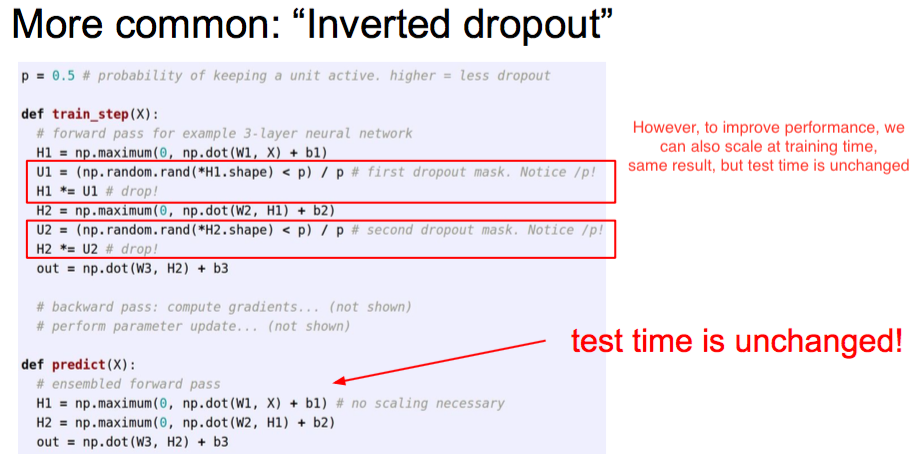 More common: “Inverted dropout”
p = 0.5 # probability of keeping a unit active. higher = less dropout
def train_step(X):
# forward pass for example 3-layer neural network
H1 = np.maximum(0, np.dot(W1, X) + b1)
U1 = (np.random.rand(*H1.shape) < p) / p # first dropout mask. Notice /p!
H1 *= U1 # drop!
H2 = np.maximum(0, np.dot(W2, H1) + b2)
U2 = (np.random.rand(*H2.shape) < p) / p # second dropout mask. Notice /p!
H2 *= U2 # drop!
out = np.dot(W3, H2) + b3
# backward pass: compute gradients... (not shown)
# perform parameter update... (not shown)
def predict(X):
# ensembled forward pass
H1 = np.maximum(0, np.dot(W1, X) + b1) # no scaling necessary
H2 = np.maximum(0, np.dot(W2, H1) + b2)
out = np.dot(W3, H2) + b3
However, to improve performance, we
can also scale at training time,
same result, but test time is unchanged
test time is unchanged!